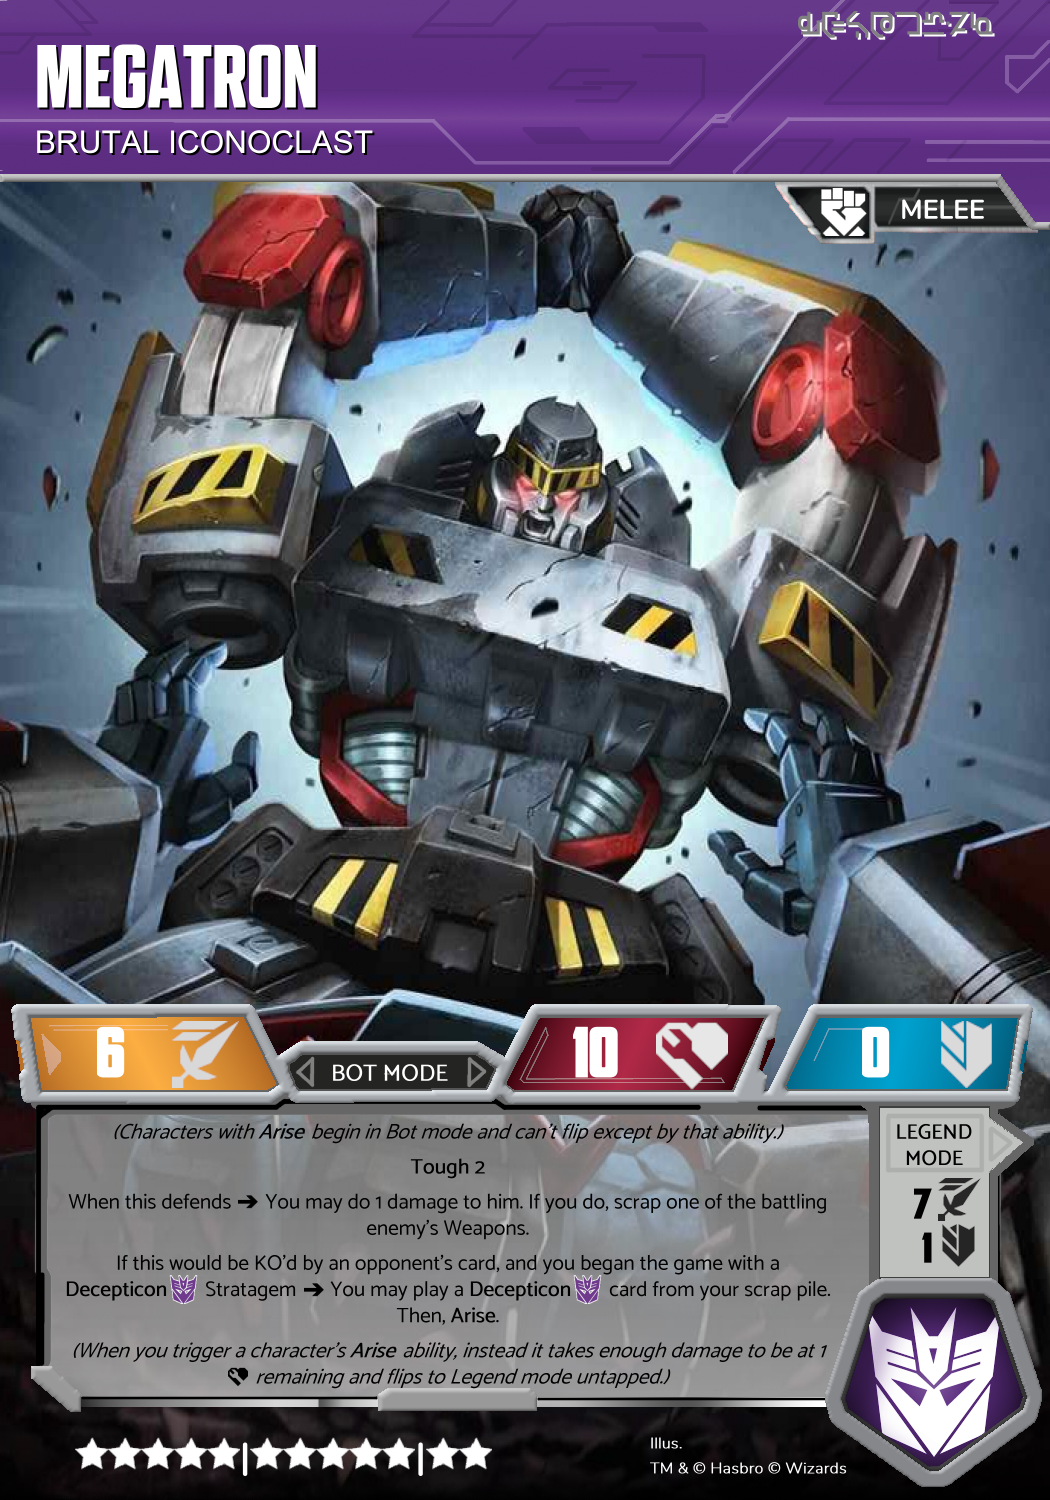 MEGATRON
BRUTAL ICONOCLAST
MELEE
6
BOT MODE
10
0
(Characters with Arise begin in Bot mode and can't flip except by that ability.)
Tough 2
When this defends ➔ You may do 1 damage to him. If you do, scrap one of the battling
enemy's Weapons.
If this would be KO'd by an opponent's card, and you began the game with a
Decepticon Stratagem ➔ You may play a Decepticon card from your scrap pile.
Then, Arise.
(When you trigger a character's Arise ability, instead it takes enough damage to be at 1
remaining and flips to Legend mode untapped.)
LEGEND
MODE
7
1
Illus.
TM & © Hasbro © Wizards